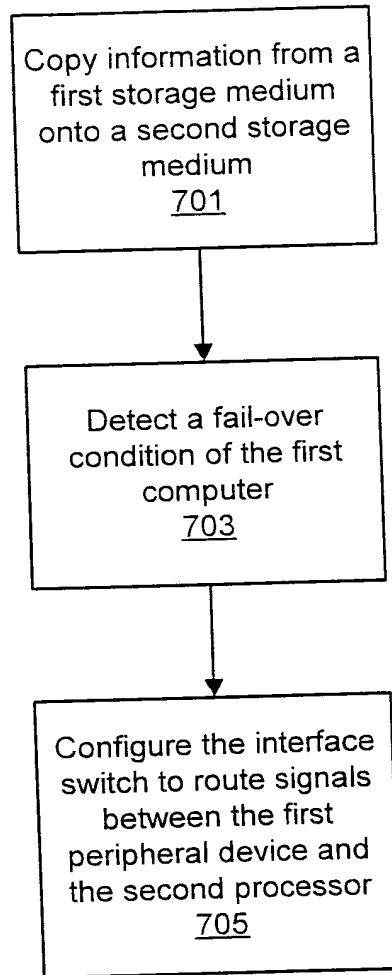 Copy information from a
first storage medium
onto a second storage
medium
701
Detect a fail-over
condition of the first
computer
703
Configure the interface
switch to route signals
between the first
peripheral device and
the second processor
705